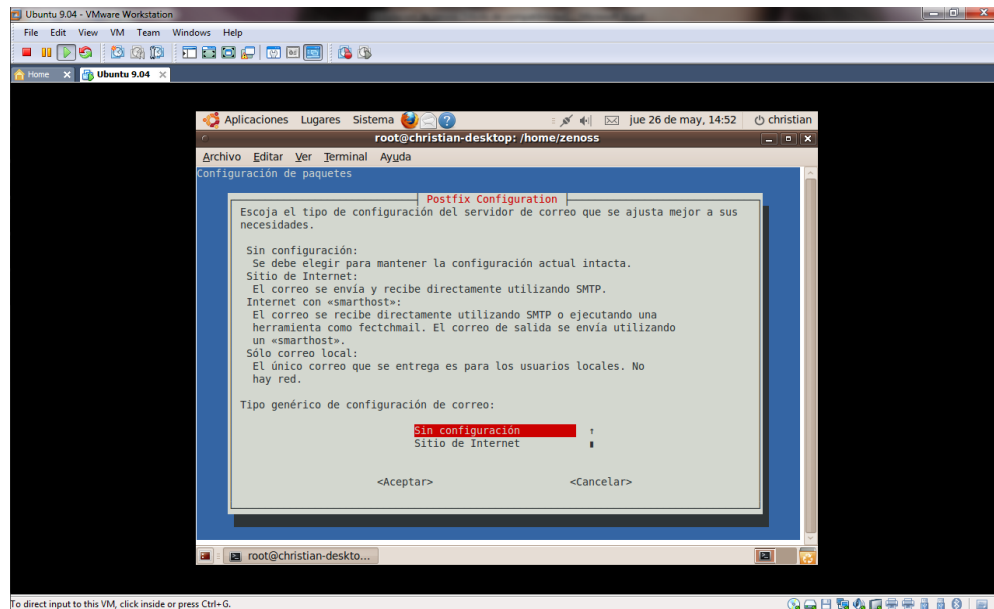 Ubuntu 9.04 - VMware Workstation
File Edit View VM Team Windows Help
Home Ubuntu 9.04
Aplicaciones Lugares Sistema jue 26 de may, 14:52 christian
root@christian-desktop: /home/zenoss
Archivo Editar Ver Terminal Ayuda
Configuración de paquetes
Postfix Configuration
Escoja el tipo de configuración del servidor de correo que se ajusta mejor a sus
necesidades.
Sin configuración:
Se debe elegir para mantener la configuración actual intacta.
Sitio de Internet:
El correo se envía y recibe directamente utilizando SMTP.
Internet con «smarthost»:
El correo se recibe directamente utilizando SMTP o ejecutando una
herramienta como fectchmail. El correo de salida se envía utilizando
un «smarthost».
Sólo correo local:
El único correo que se entrega es para los usuarios locales. No
hay red.
Tipo genérico de configuración de correo:
Sin configuración
Sitio de Internet
<Aceptar> <Cancelar>
root@christian-deskto...
To direct input to this VM, click inside or press Ctrl+G.